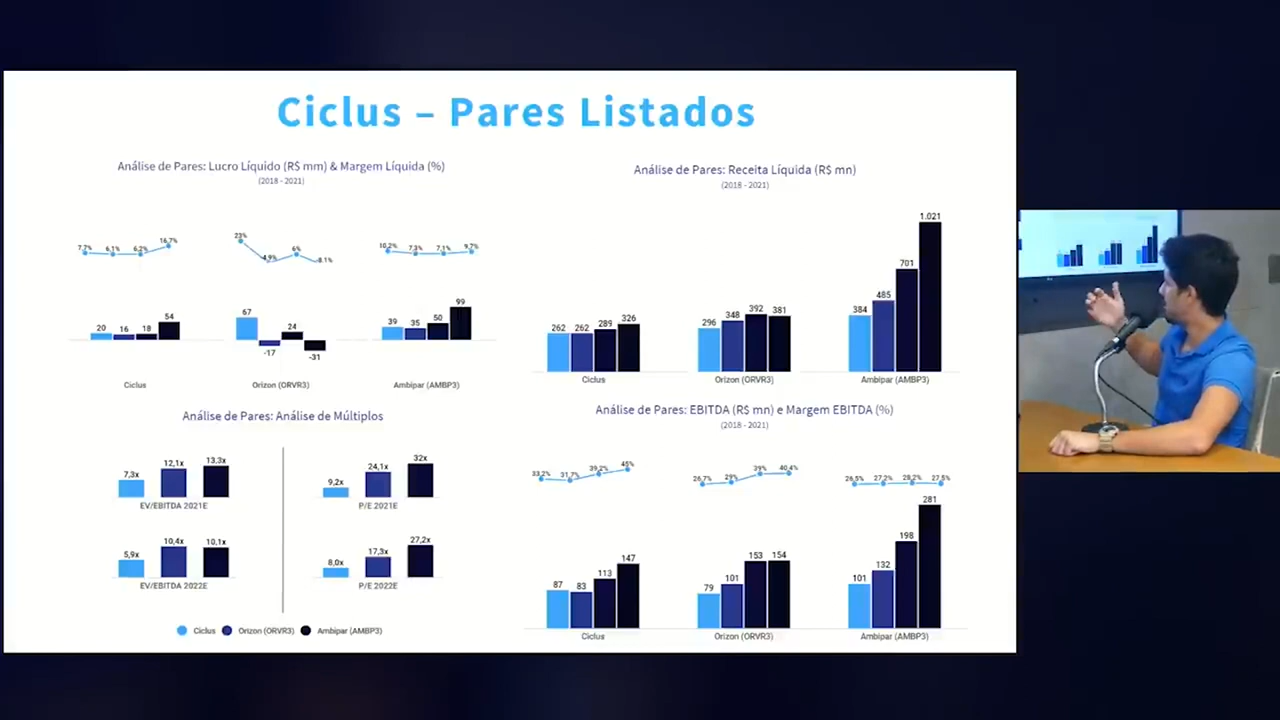 Ciclus – Pares Listados
Análise de Pares: Lucro Líquido (R$ mm) & Margem Líquida (%)
(2018 - 2021)
7,7% 6,1% 6,2% 16,7%
23% -4,9% 6% -8.1%
10,2% 7,3% 7,1% 9,7%
20 16 18 54
67 -17 24 -31
39 35 50 99
Ciclus Orizon (ORVR3) Ambipar (AMBP3)
Análise de Pares: Receita Líquida (R$ mn)
(2018 - 2021)
262 262 289 326
296 348 392 381
384 485 701 1.021
Ciclus Orizon (ORVR3) Ambipar (AMBP3)
Análise de Pares: Análise de Múltiplos
7,3x 12,1x 13,3x
EV/EBITDA 2021E
9,2x 24,1x 32x
P/E 2021E
5,9x 10,4x 10,1x
EV/EBITDA 2022E
8,0x 17,3x 27,2x
P/E 2022E
Ciclus Orizon (ORVR3) Ambipar (AMBP3)
Análise de Pares: EBITDA (R$ mn) e Margem EBITDA (%)
(2018 - 2021)
33,2% 31,7% 39,2% 45%
26,7% 29% 39% 40,4%
26,5% 27,2% 28,2% 27,5%
87 83 113 147
79 101 153 154
101 132 198 281
Ciclus Orizon (ORVR3) Ambipar (AMBP3)